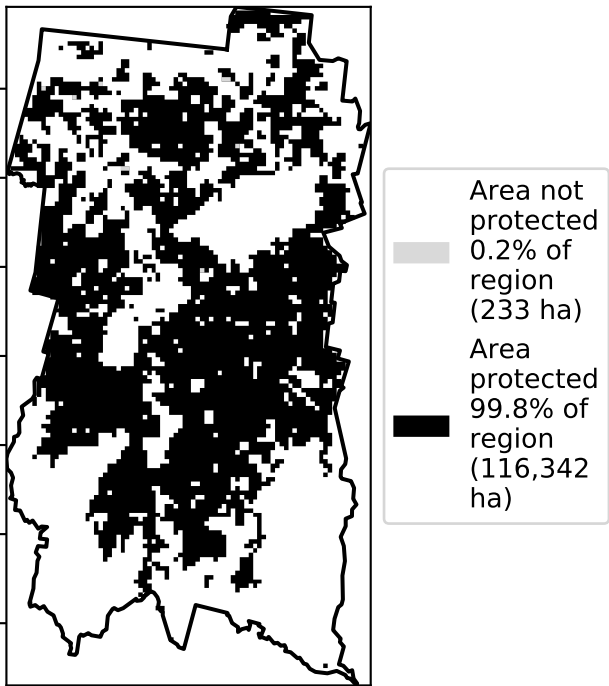 Area not
protected
0.2% of
region
(233 ha)
Area
protected
99.8% of
region
(116,342
ha)